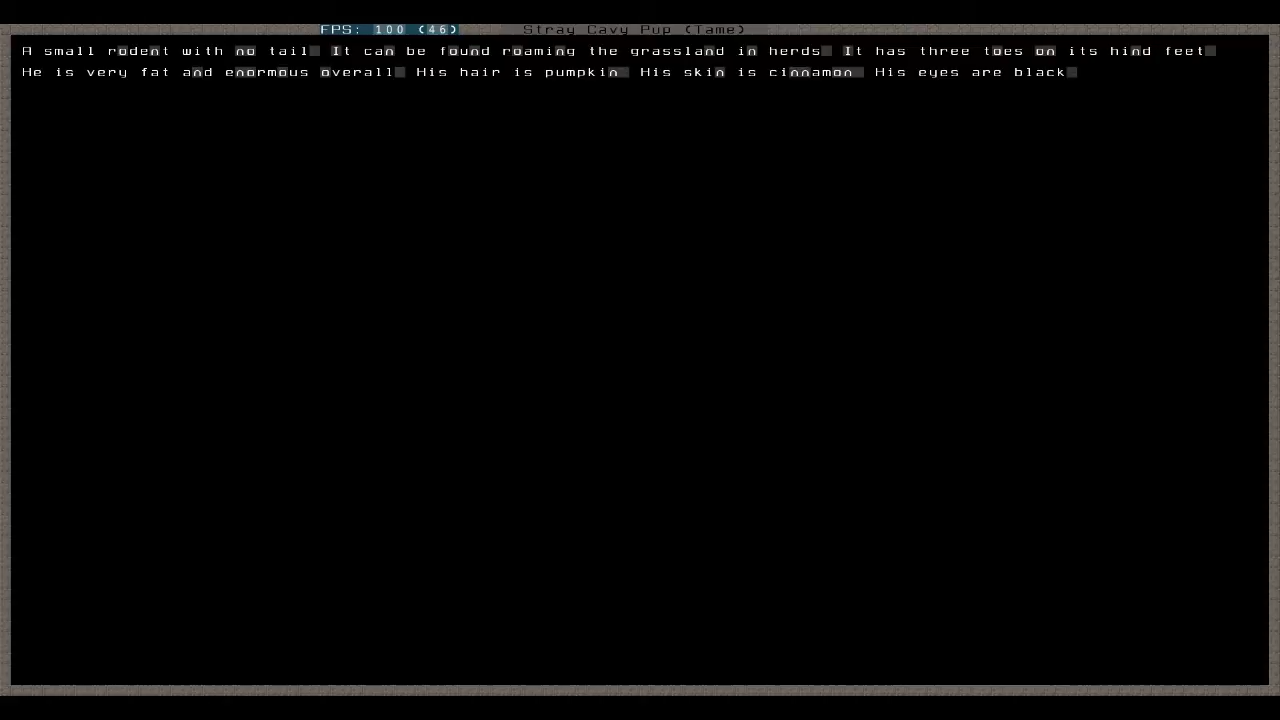 FPS: 100 (46) Stray Cavy Pup (Tame)
A small rodent with no tail. It can be found roaming the grassland in herds. It has three toes on its hind feet.
He is very fat and enormous overall. His hair is pumpkin. His skin is cinnamon. His eyes are black.